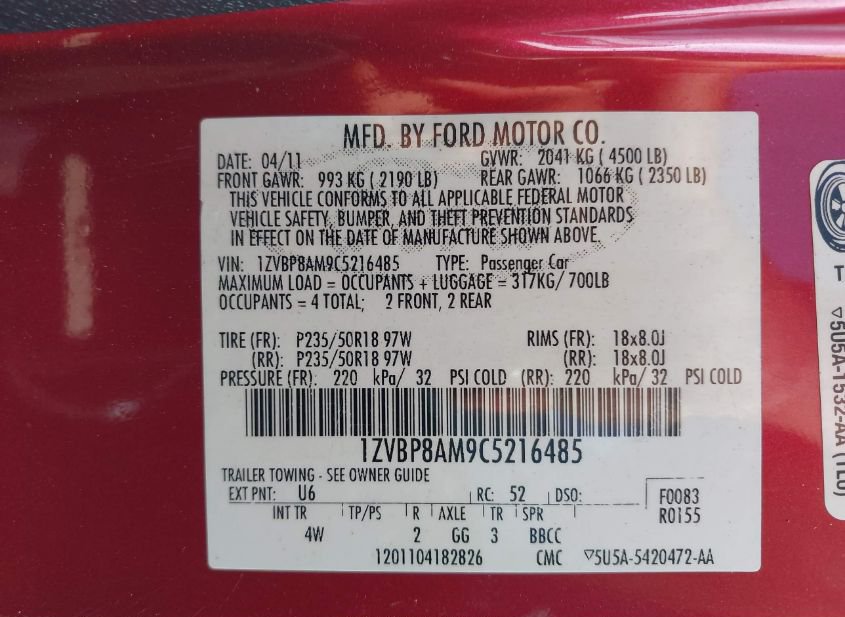 MFD. BY FORD MOTOR CO.
DATE: 04/11 GVWR: 2041 KG ( 4500 LB)
FRONT GAWR: 993 KG ( 2190 LB) REAR GAWR: 1066 KG ( 2350 LB)
THIS VEHICLE CONFORMS TO ALL APPLICABLE FEDERAL MOTOR
VEHICLE SAFETY, BUMPER, AND THEFT PREVENTION STANDARDS
IN EFFECT ON THE DATE OF MANUFACTURE SHOWN ABOVE.
VIN: 1ZVBP8AM9C5216485 TYPE: Passenger Car
MAXIMUM LOAD = OCCUPANTS + LUGGAGE = 317KG/ 700LB
OCCUPANTS = 4 TOTAL; 2 FRONT, 2 REAR
TIRE (FR): P235/50R18 97W RIMS (FR): 18x8.0J
(RR): P235/50R18 97W (RR): 18x8.0J
PRESSURE (FR): 220 kPa/ 32 PSI COLD (RR): 220 kPa/ 32 PSI COLD
1ZVBP8AM9C5216485
TRAILER TOWING - SEE OWNER GUIDE
EXT PNT: U6 RC: 52 DSO: F0083
INT TR TP/PS R AXLE TR SPR R0155
4W 2 GG 3 BBCC
1201104182826 CMC ▽5U5A-5420472-AA
T
▽5U5A-1532-AA (TEO)